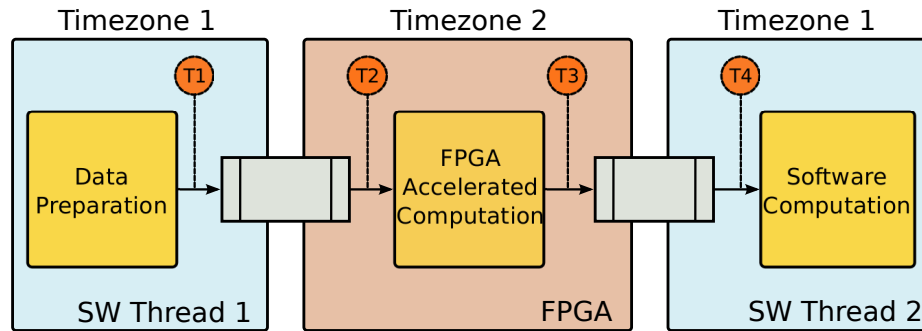 Timezone 1
Timezone 2
Timezone 1
T1
T2
T3
T4
Data
Preparation
FPGA
Accelerated
Computation
Software
Computation
SW Thread 1
FPGA
SW Thread 2